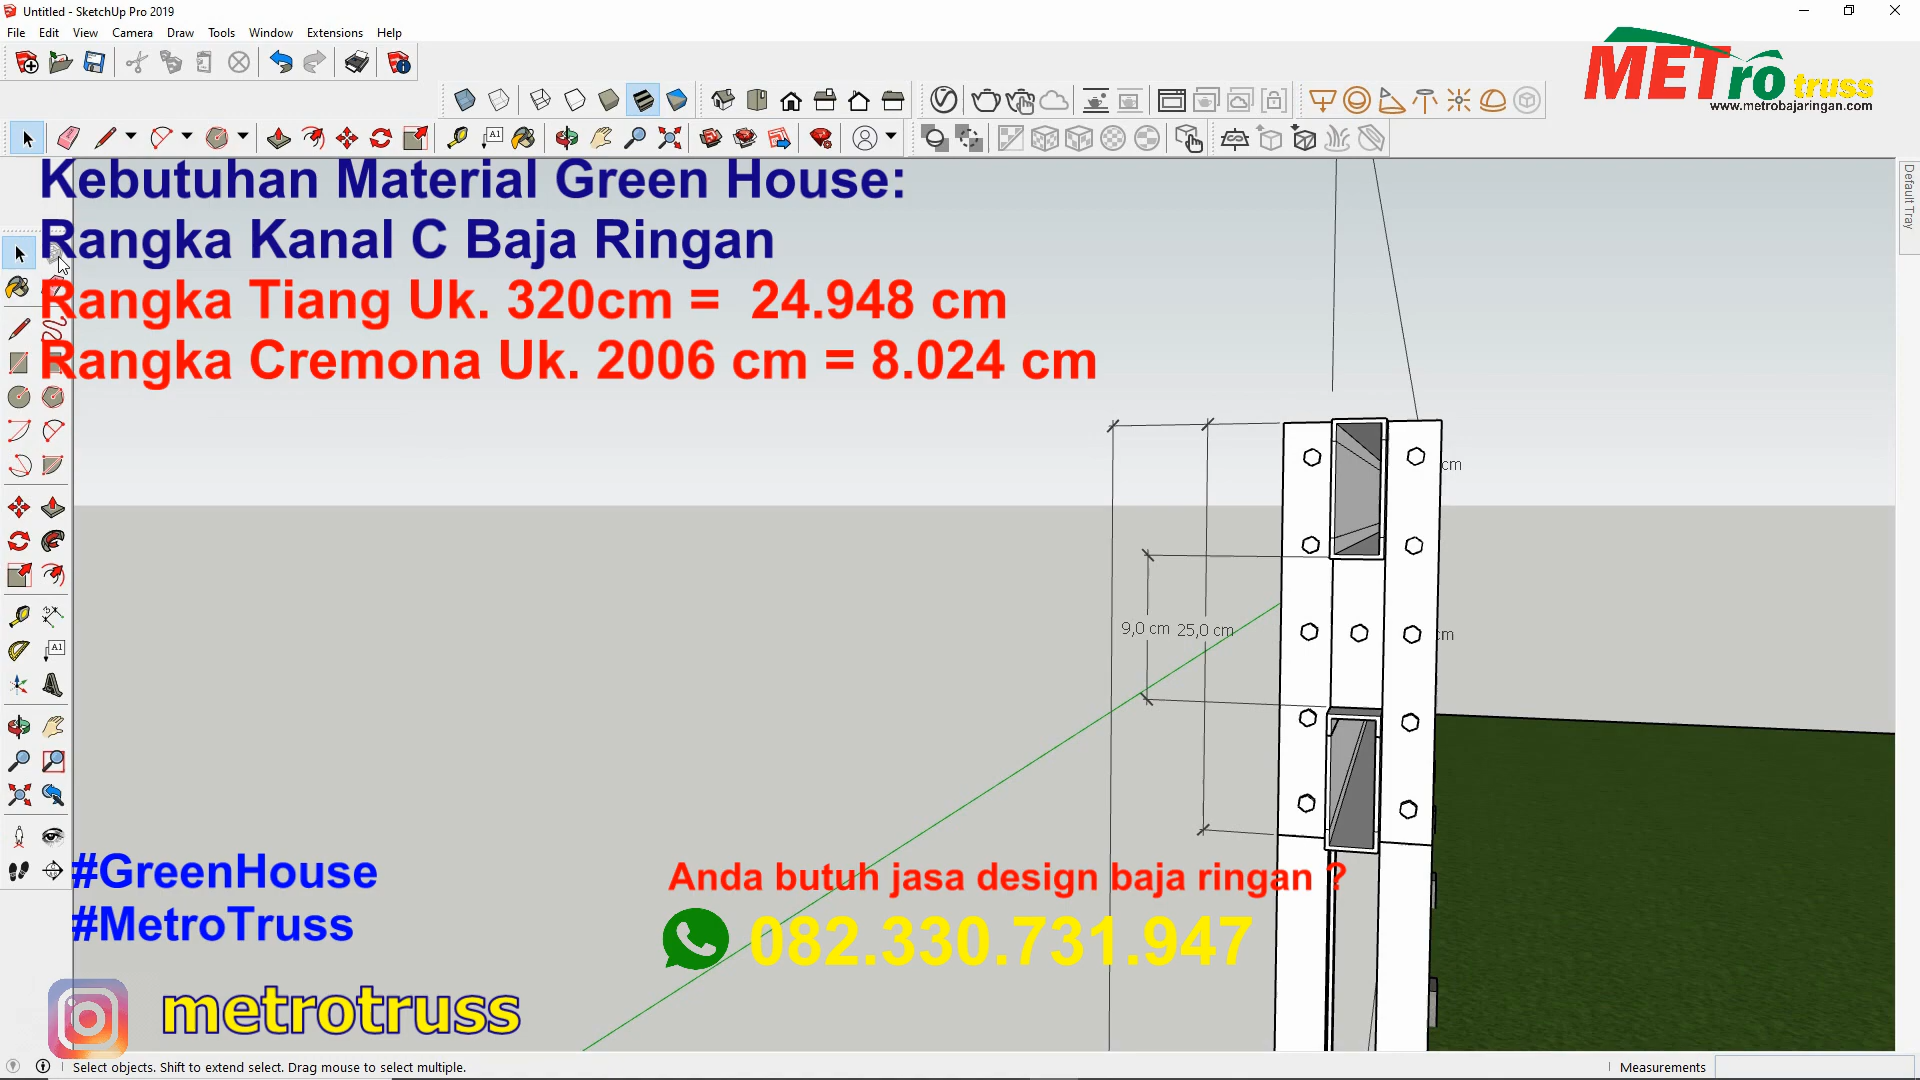 Untitled - SketchUp Pro 2019
File Edit View Camera Draw Tools Window Extensions Help
METro truss
www.metrobajaringan.com
A1
Default Tray
Kebutuhan Material Green House:
Rangka Kanal C Baja Ringan
Rangka Tiang Uk. 320cm = 24.948 cm
Rangka Cremona Uk. 2006 cm = 8.024 cm
cm
9,0 cm 25,0 cm
cm
A1
#GreenHouse
#MetroTruss
Anda butuh jasa design baja ringan ?
082.330.731.947
metrotruss
Select objects. Shift to extend select. Drag mouse to select multiple.
Measurements